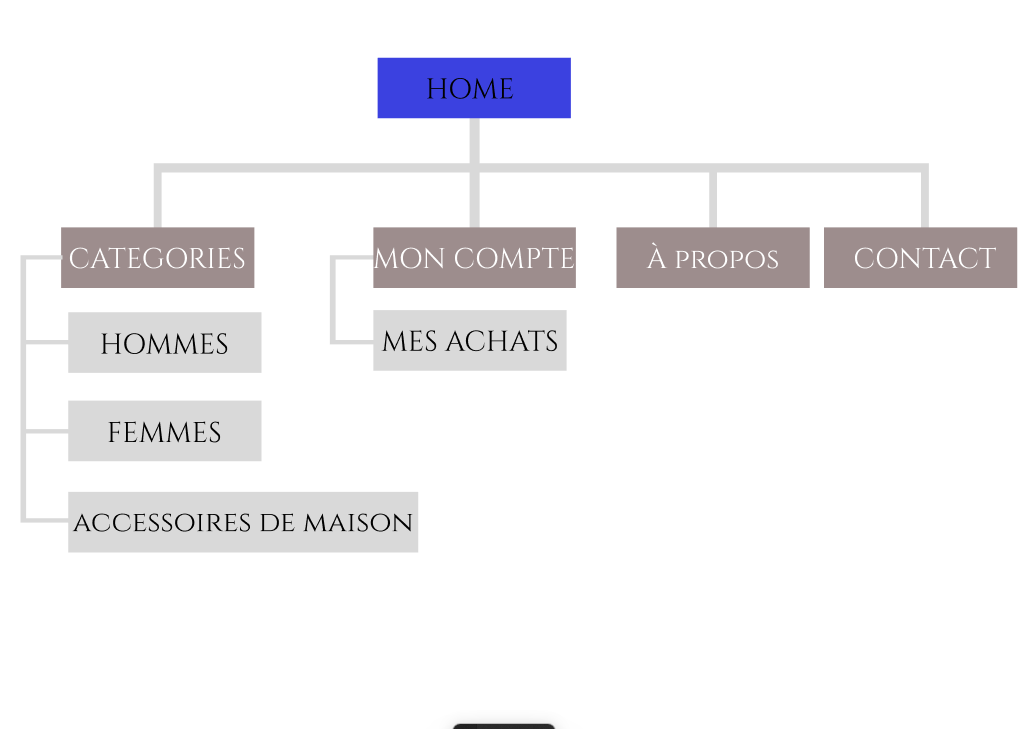 HOME
CATEGORIES
MON COMPTE
À PROPOS
CONTACT
HOMMES
MES ACHATS
FEMMES
ACCESSOIRES DE MAISON